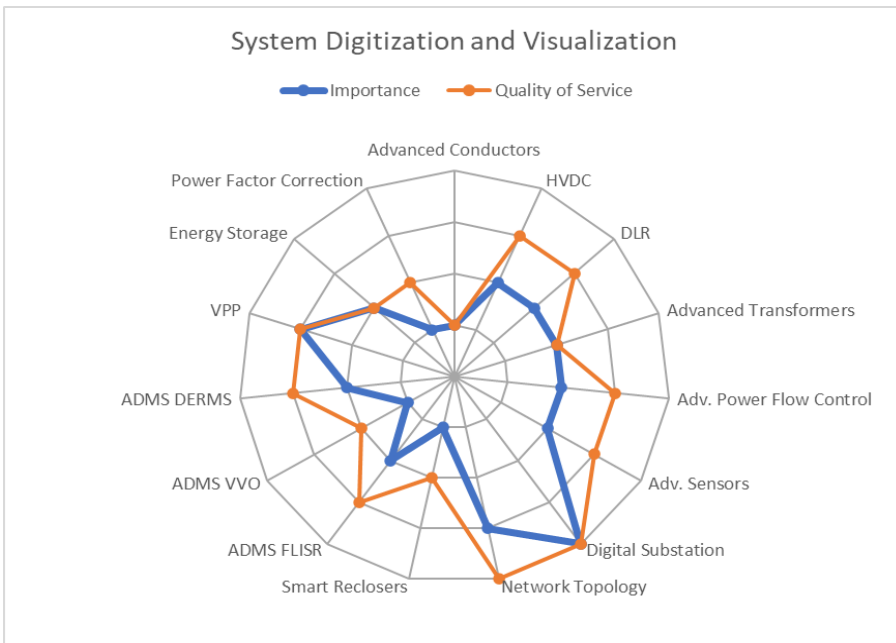 System Digitization and Visualization
Importance Quality of Service
Advanced Conductors
Power Factor Correction HVDC
Energy Storage DLR
VPP Advanced Transformers
ADMS DERMS Adv. Power Flow Control
ADMS VVO Adv. Sensors
ADMS FLISR Digital Substation
Smart Reclosers Network Topology